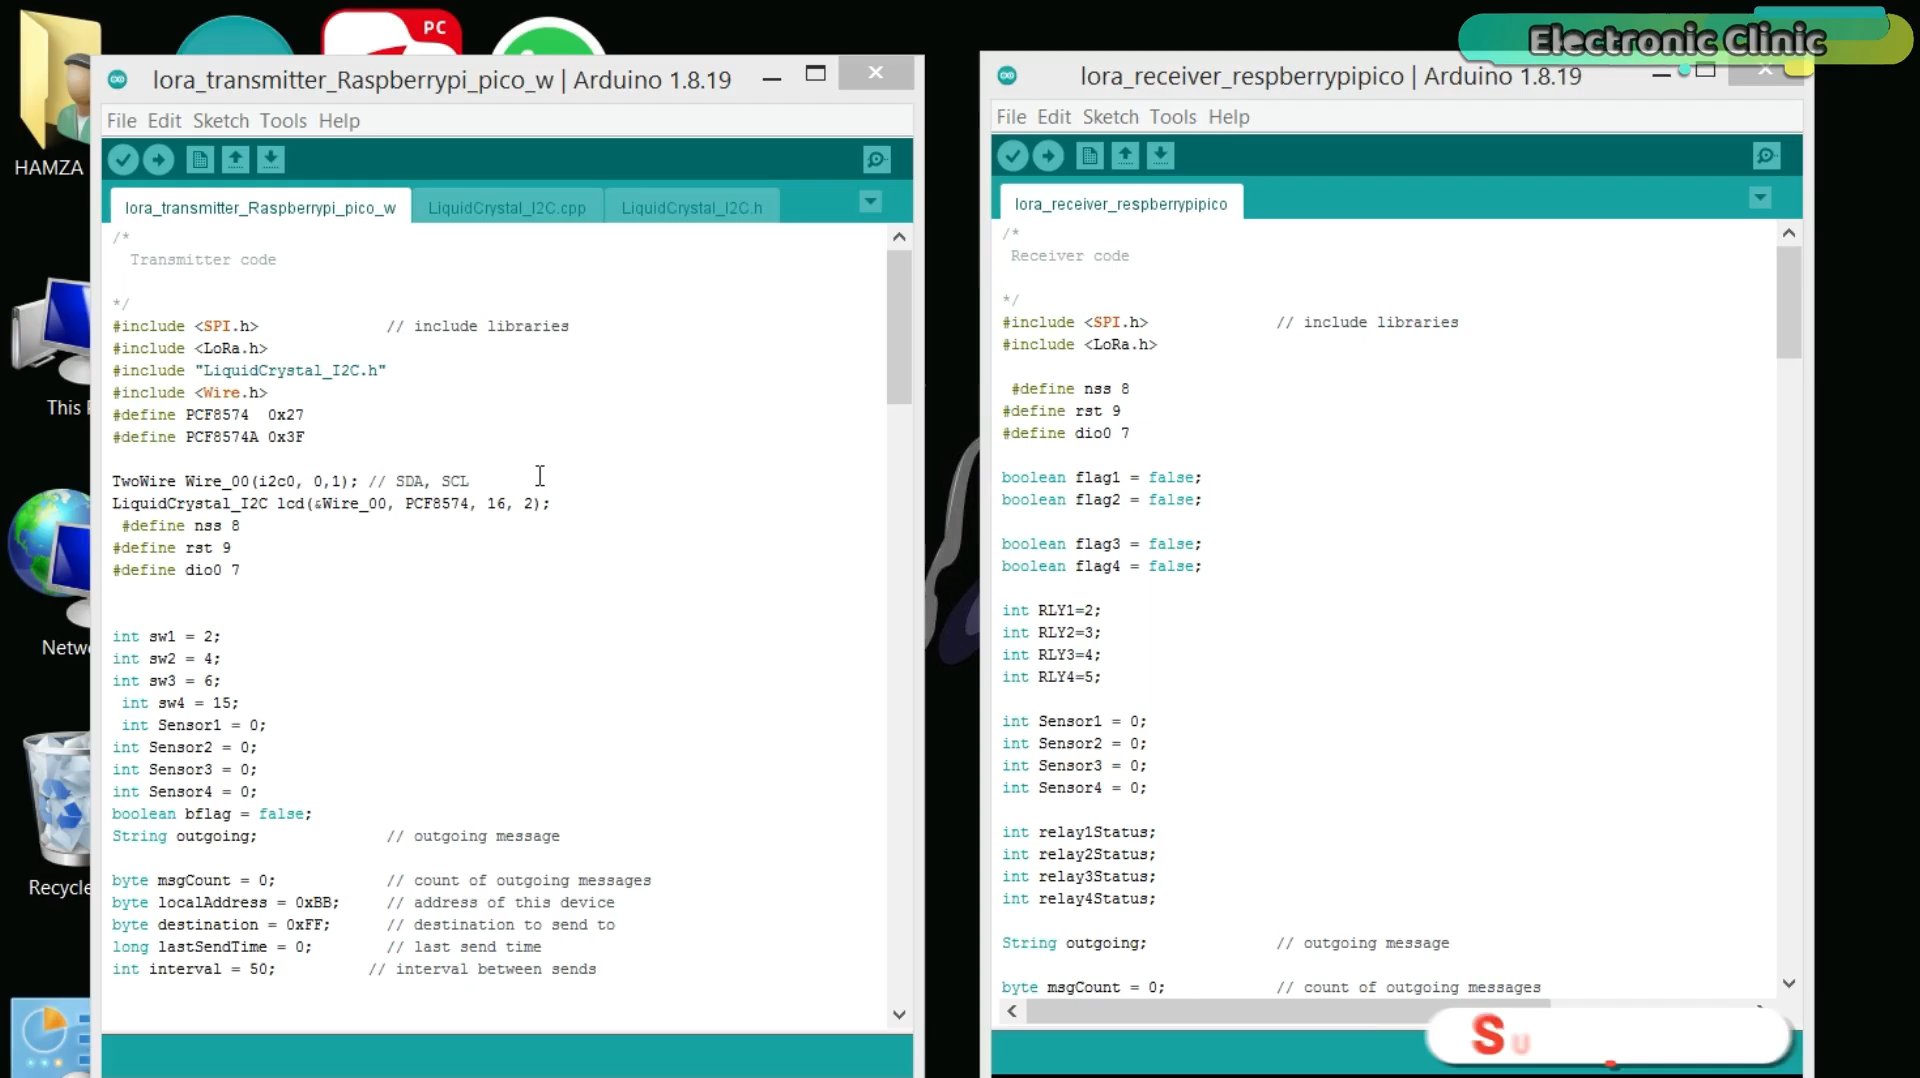 PC
Electronic Clinic
HAMZA
This
Netw
Recycle
lora_transmitter_Raspberrypi_pico_w | Arduino 1.8.19
File Edit Sketch Tools Help
lora_transmitter_Raspberrypi_pico_w LiquidCrystal_I2C.cpp LiquidCrystal_I2C.h
/*
Transmitter code
*/
#include <SPI.h> // include libraries
#include <LoRa.h>
#include "LiquidCrystal_I2C.h"
#include <Wire.h>
#define PCF8574 0x27
#define PCF8574A 0x3F
TwoWire Wire_00(i2c0, 0,1); // SDA, SCL
LiquidCrystal_I2C lcd(&Wire_00, PCF8574, 16, 2);
#define nss 8
#define rst 9
#define dio0 7
int sw1 = 2;
int sw2 = 4;
int sw3 = 6;
int sw4 = 15;
int Sensor1 = 0;
int Sensor2 = 0;
int Sensor3 = 0;
int Sensor4 = 0;
boolean bflag = false;
String outgoing; // outgoing message
byte msgCount = 0; // count of outgoing messages
byte localAddress = 0xBB; // address of this device
byte destination = 0xFF; // destination to send to
long lastSendTime = 0; // last send time
int interval = 50; // interval between sends
lora_receiver_respberrypipico | Arduino 1.8.19
File Edit Sketch Tools Help
lora_receiver_respberrypipico
/*
Receiver code
*/
#include <SPI.h> // include libraries
#include <LoRa.h>
#define nss 8
#define rst 9
#define dio0 7
boolean flag1 = false;
boolean flag2 = false;
boolean flag3 = false;
boolean flag4 = false;
int RLY1=2;
int RLY2=3;
int RLY3=4;
int RLY4=5;
int Sensor1 = 0;
int Sensor2 = 0;
int Sensor3 = 0;
int Sensor4 = 0;
int relay1Status;
int relay2Status;
int relay3Status;
int relay4Status;
String outgoing; // outgoing message
byte msgCount = 0; // count of outgoing messages
Su